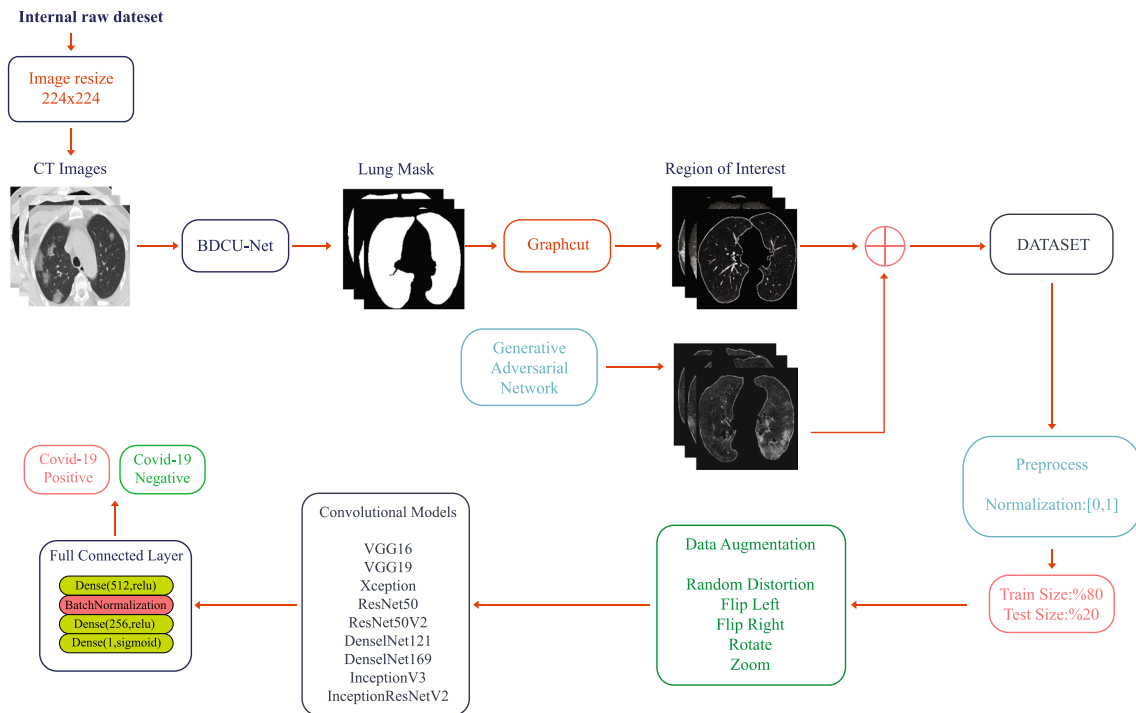 Internal raw dateset
Image resize
224x224
CT Images
BDCU-Net
Lung Mask
Graphcut
Region of Interest
DATASET
Generative
Adversarial
Network
Preprocess
Normalization:[0,1]
Train Size:%80
Test Size:%20
Data Augmentation
Random Distortion
Flip Left
Flip Right
Rotate
Zoom
Convolutional Models
VGG16
VGG19
Xception
ResNet50
ResNet50V2
DenselNet121
DenselNet169
InceptionV3
InceptionResNetV2
Full Connected Layer
Dense(512,relu)
BatchNormalization
Dense(256,relu)
Dense(1,sigmoid)
Covid-19
Positive
Covid-19
Negative